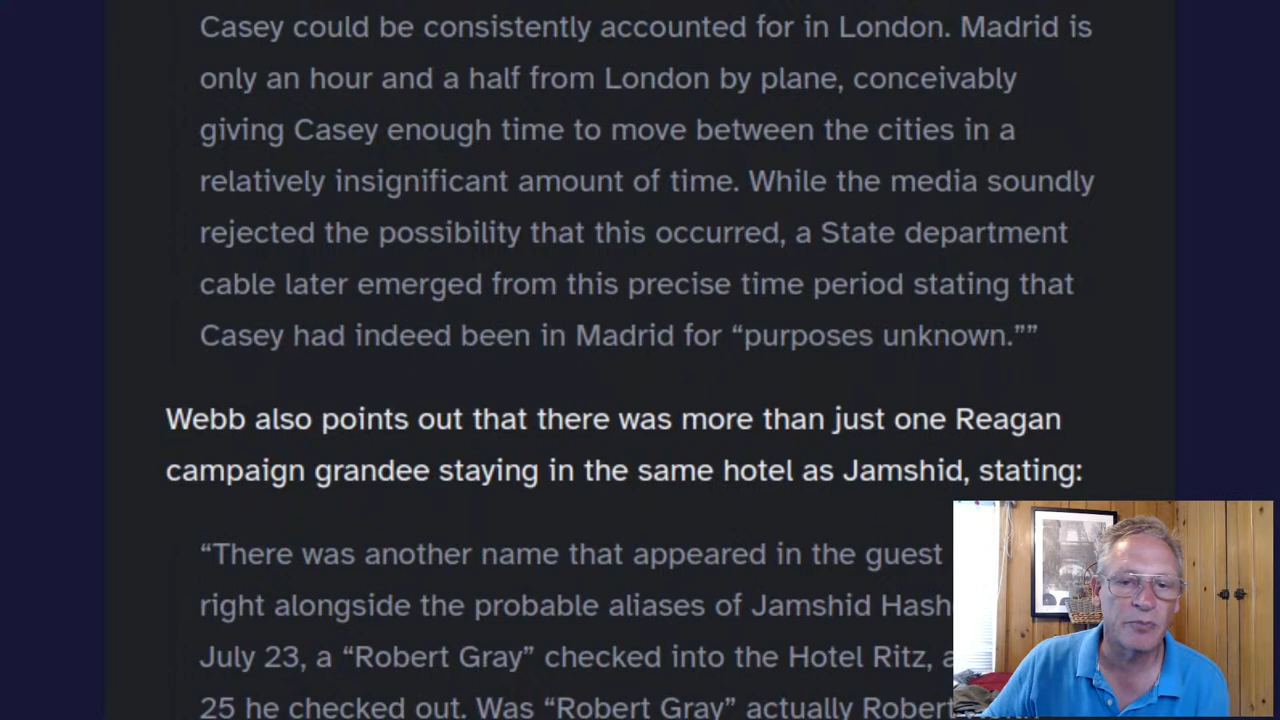 Casey could be consistently accounted for in London. Madrid is
only an hour and a half from London by plane, conceivably
giving Casey enough time to move between the cities in a
relatively insignificant amount of time. While the media soundly
rejected the possibility that this occurred, a State department
cable later emerged from this precise time period stating that
Casey had indeed been in Madrid for “purposes unknown.””
Webb also points out that there was more than just one Reagan
campaign grandee staying in the same hotel as Jamshid, stating:
“There was another name that appeared in the guest
right alongside the probable aliases of Jamshid Hash
July 23, a “Robert Gray” checked into the Hotel Ritz,
25 he checked out. Was “Robert Gray” actually Robert